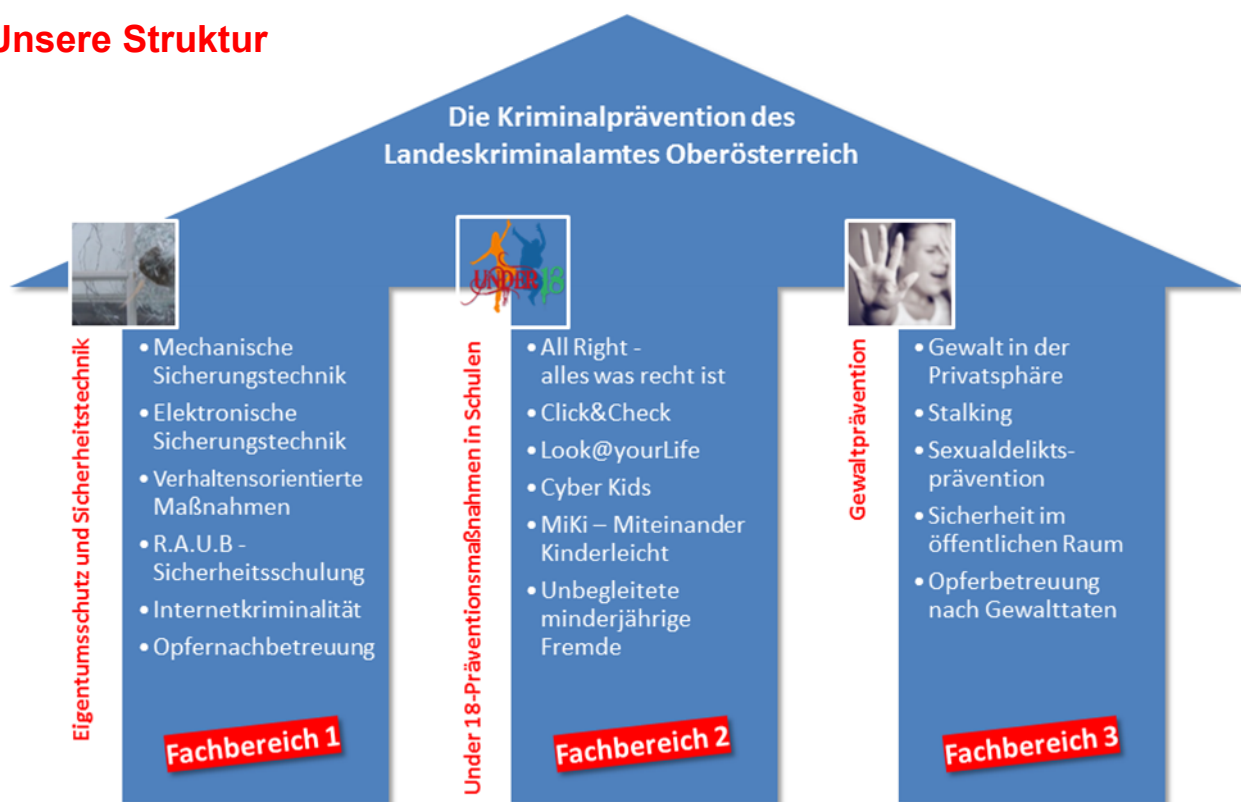 Unsere Struktur
Die Kriminalprävention des
Landeskriminalamtes Oberösterreich
Eigentumsschutz und Sicherheitstechnik
• Mechanische
Sicherungstechnik
• Elektronische
Sicherungstechnik
• Verhaltensorientierte
Maßnahmen
• R.A.U.B -
Sicherheitsschulung
• Internetkriminalität
• Opfernachbetreuung
Fachbereich 1
UNDER 18
Under 18-Präventionsmaßnahmen in Schulen
• All Right -
alles was recht ist
• Click&Check
• Look@yourLife
• Cyber Kids
• MiKi – Miteinander
Kinderleicht
• Unbegleitete
minderjährige
Fremde
Fachbereich 2
Gewaltprävention
• Gewalt in der
Privatsphäre
• Stalking
• Sexualdelikts-
prävention
• Sicherheit im
öffentlichen Raum
• Opferbetreuung
nach Gewalttaten
Fachbereich 3